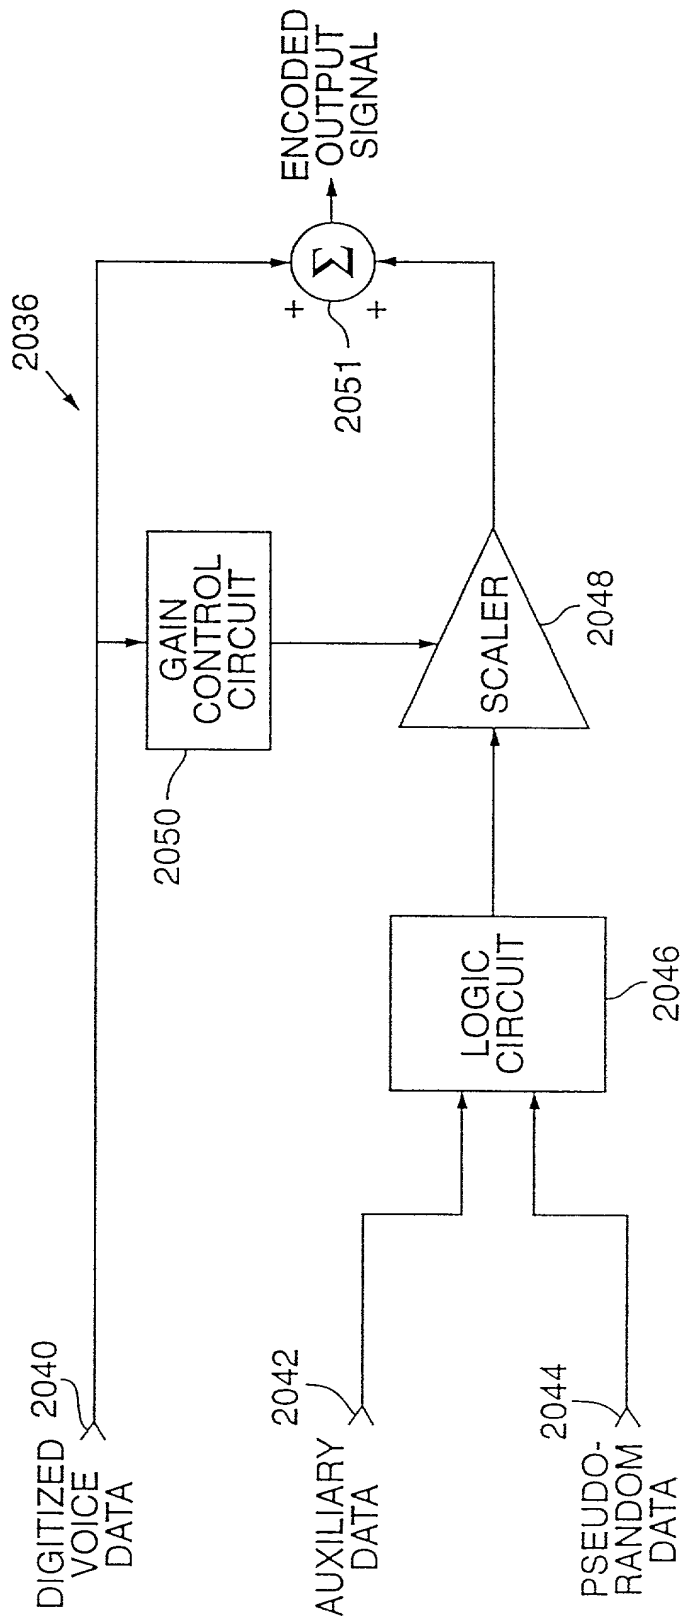 2036
DIGITIZED
VOICE
DATA
2040
2050
GAIN
CONTROL
CIRCUIT
ENCODED
OUTPUT
SIGNAL
Σ
+
+
2051
AUXILIARY
DATA
2042
LOGIC
CIRCUIT
2046
SCALER
2048
PSEUDO-
RANDOM
DATA
2044